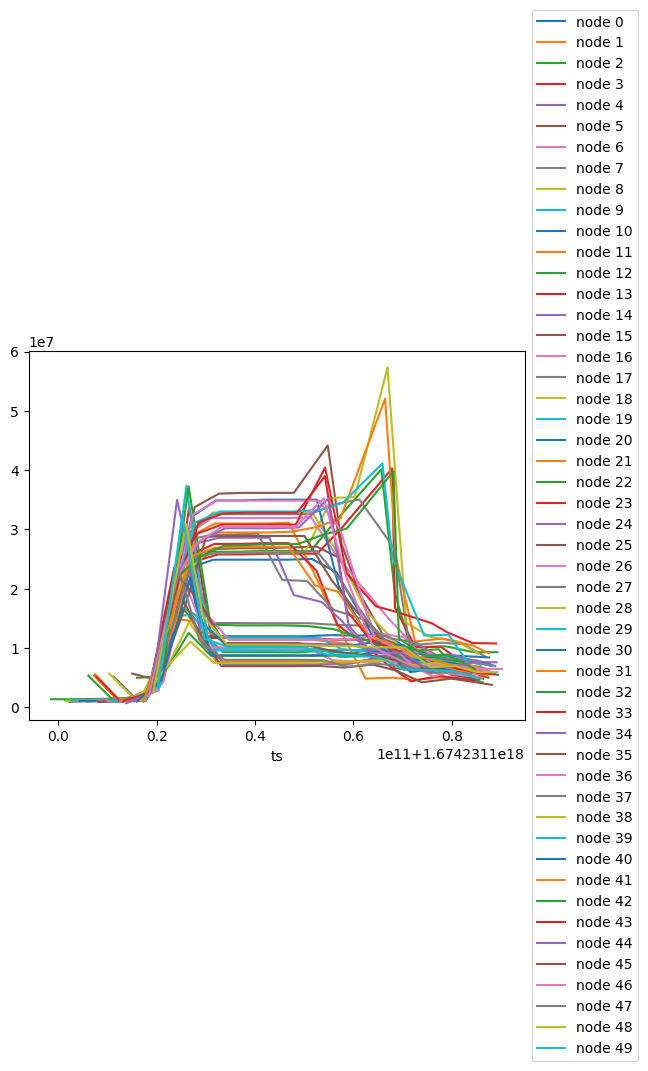 node 0
node 1
node 2
node 3
node 4
node 5
node 6
node 7
node 8
node 9
node 10
node 11
node 12
node 13
node 14
node 15
node 16
node 17
node 18
node 19
node 20
node 21
node 22
node 23
node 24
node 25
node 26
node 27
node 28
node 29
node 30
node 31
node 32
node 33
node 34
node 35
node 36
node 37
node 38
node 39
node 40
node 41
node 42
node 43
node 44
node 45
node 46
node 47
node 48
node 49
1e7
6
5
4
3
2
1
0
0.0 0.2 0.4 0.6 0.8
ts
1e11+1.6742311e18